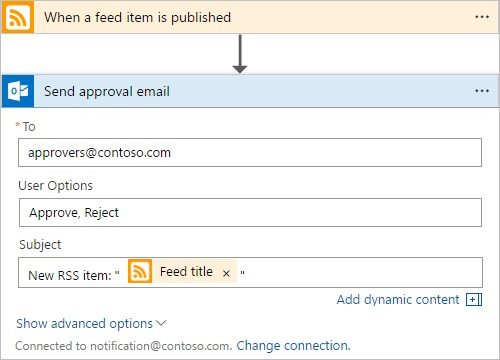 When a feed item is published ...
Send approval email ...
* To
approvers@contoso.com
User Options
Approve, Reject
Subject
New RSS item: " Feed title × "
Add dynamic content
Show advanced options
Connected to notification@contoso.com. Change connection.